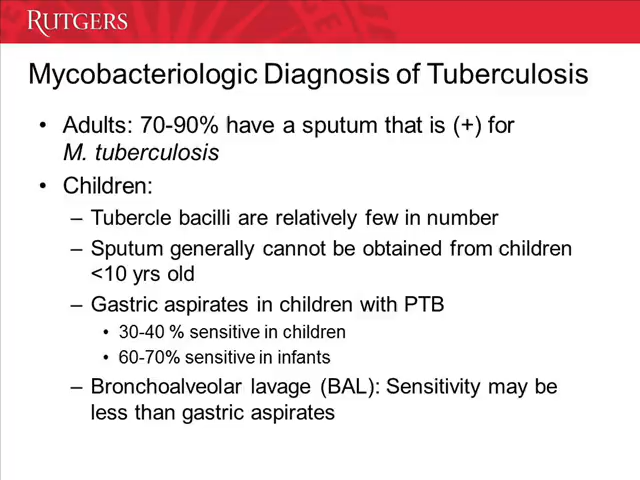 RUTGERS
Mycobacteriologic Diagnosis of Tuberculosis
• Adults: 70-90% have a sputum that is (+) for
M. tuberculosis
• Children:
– Tubercle bacilli are relatively few in number
– Sputum generally cannot be obtained from children
<10 yrs old
– Gastric aspirates in children with PTB
• 30-40 % sensitive in children
• 60-70% sensitive in infants
– Bronchoalveolar lavage (BAL): Sensitivity may be
less than gastric aspirates